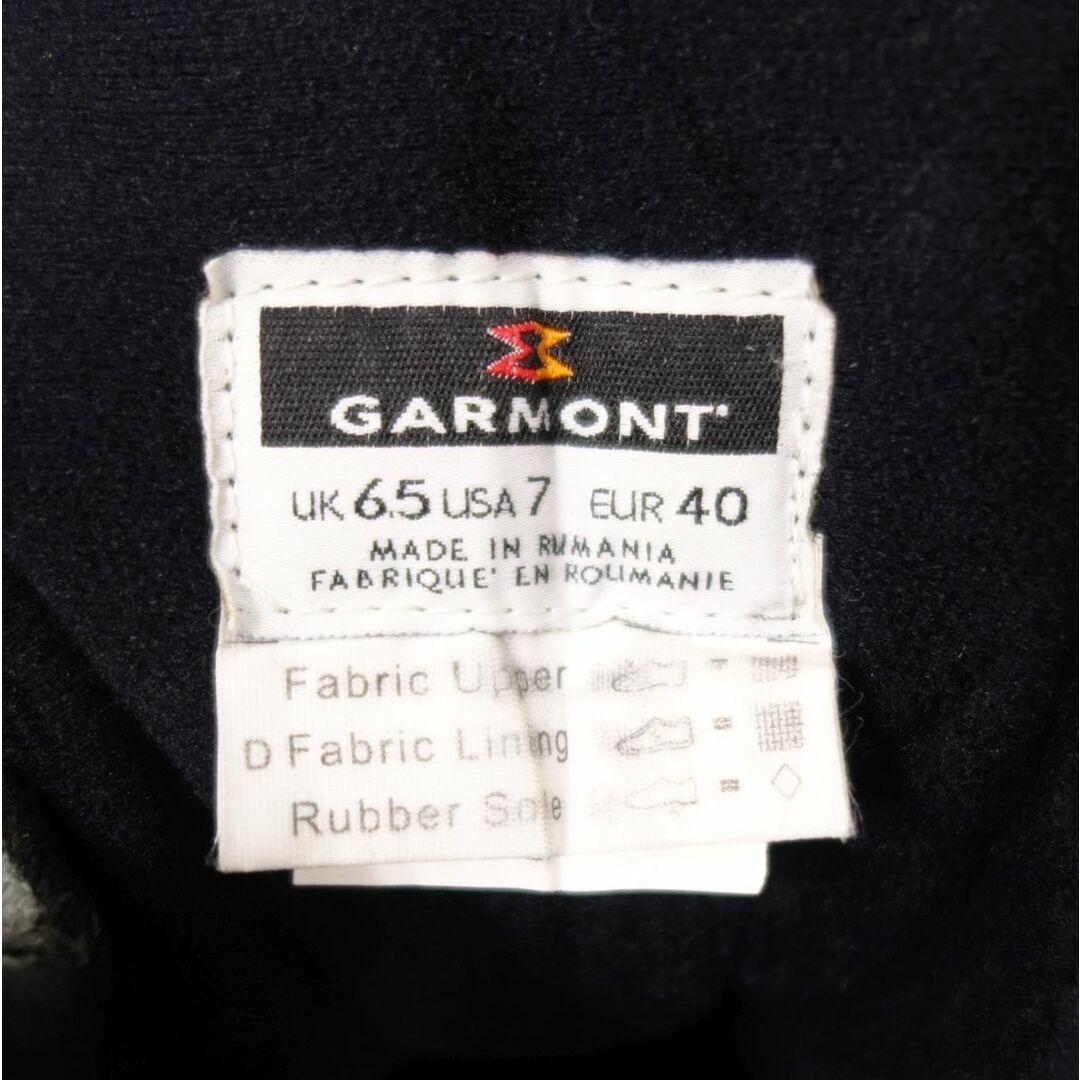 GARMONT
UK 6.5 USA 7 EUR 40
MADE IN RUMANIA
FABRIQUE' EN ROUMANIE
Fabric Upper =
D Fabric Lining =
Rubber Sole =